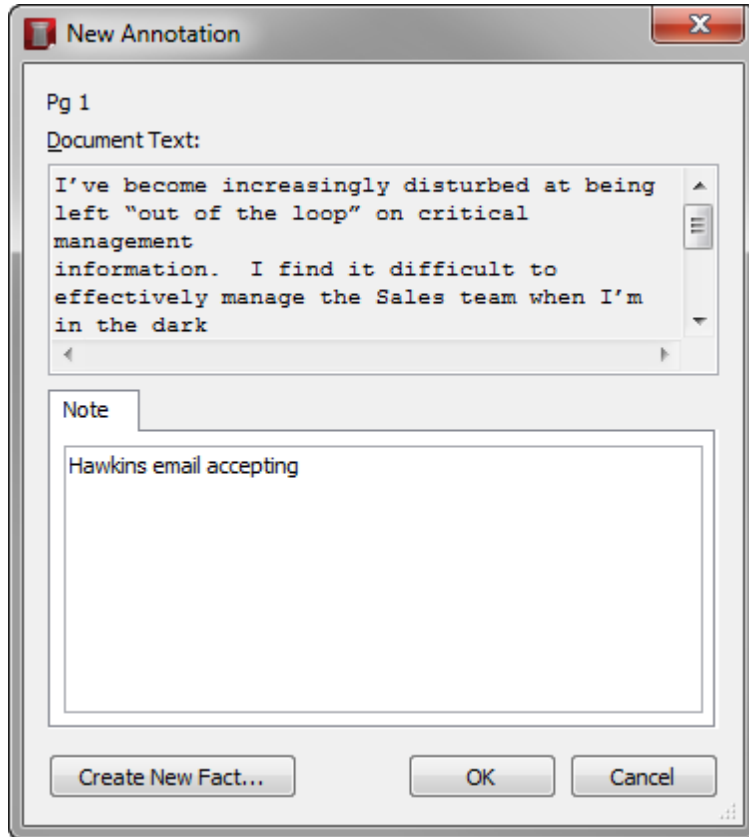 New Annotation
Pg 1
Document Text:
I’ve become increasingly disturbed at being
left “out of the loop” on critical
management
information.  I find it difficult to
effectively manage the Sales team when I’m
in the dark
Note
Hawkins email accepting
Create New Fact...
OK
Cancel